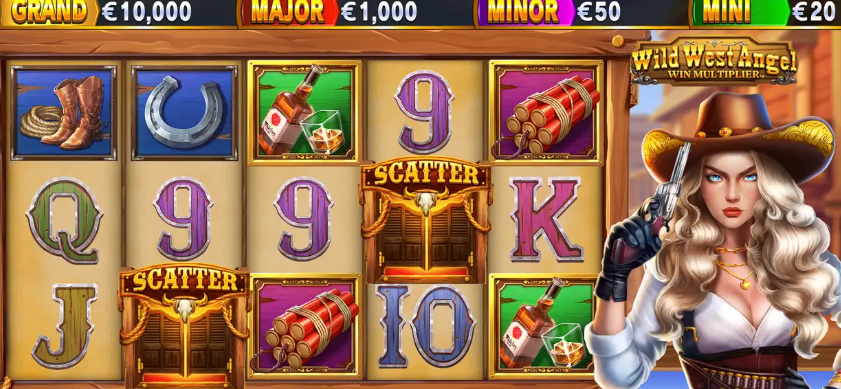 GRAND €10,000 MAJOR €1,000 MINOR €50 MINI €20
Wild West Angel
WIN MULTIPLIER
9
SCATTER
Q 9 9 K
SCATTER
J 10